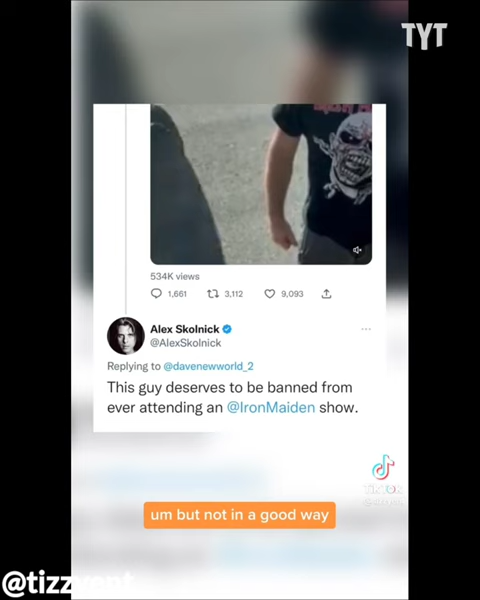 TYT
534K views
1,661 3,112 9,093
Alex Skolnick
@AlexSkolnick
Replying to @davenewworld_2
This guy deserves to be banned from
ever attending an @IronMaiden show.
TikTok
um but not in a good way